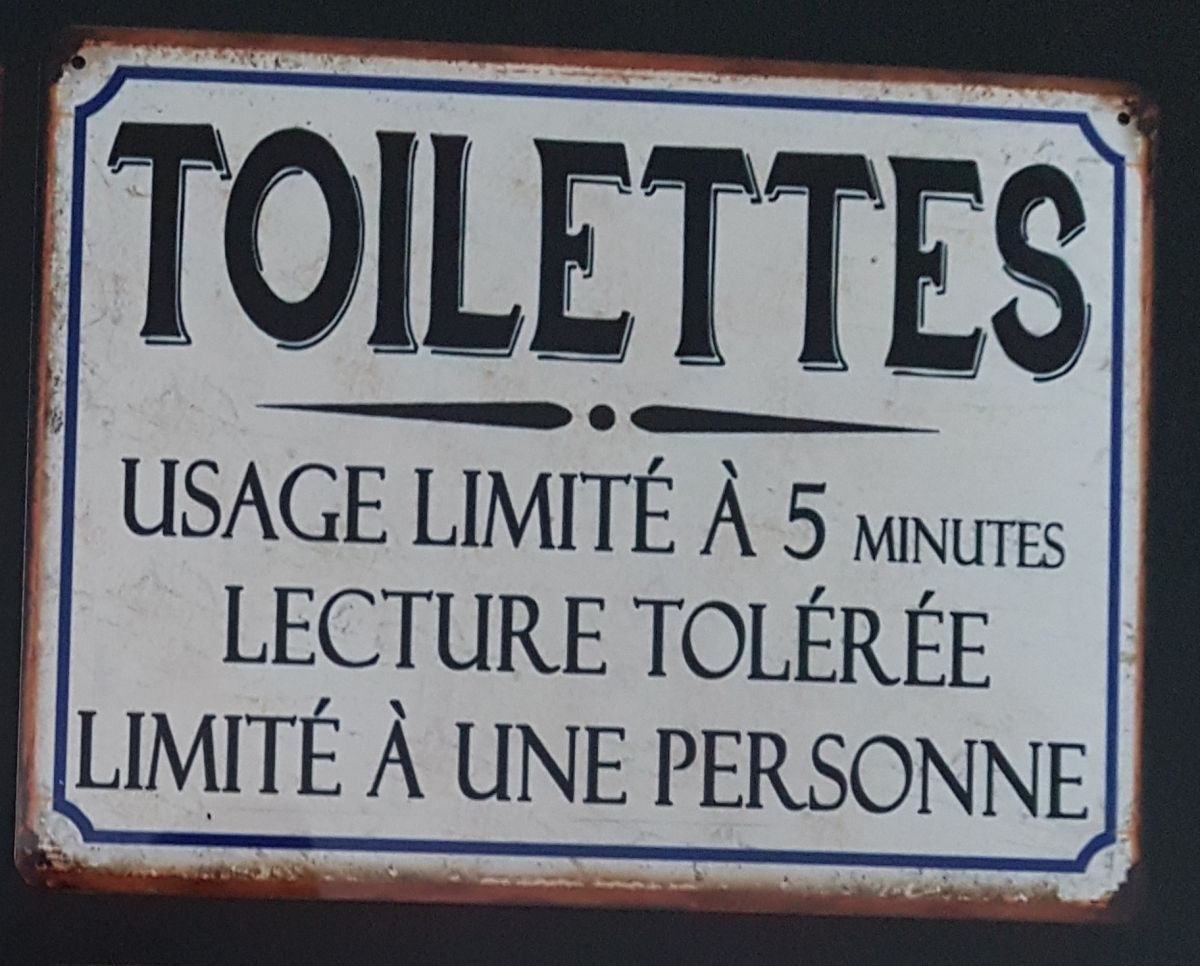 TOILETTES
USAGE LIMITÉ À 5 MINUTES
LECTURE TOLÉRÉE
LIMITÉ À UNE PERSONNE